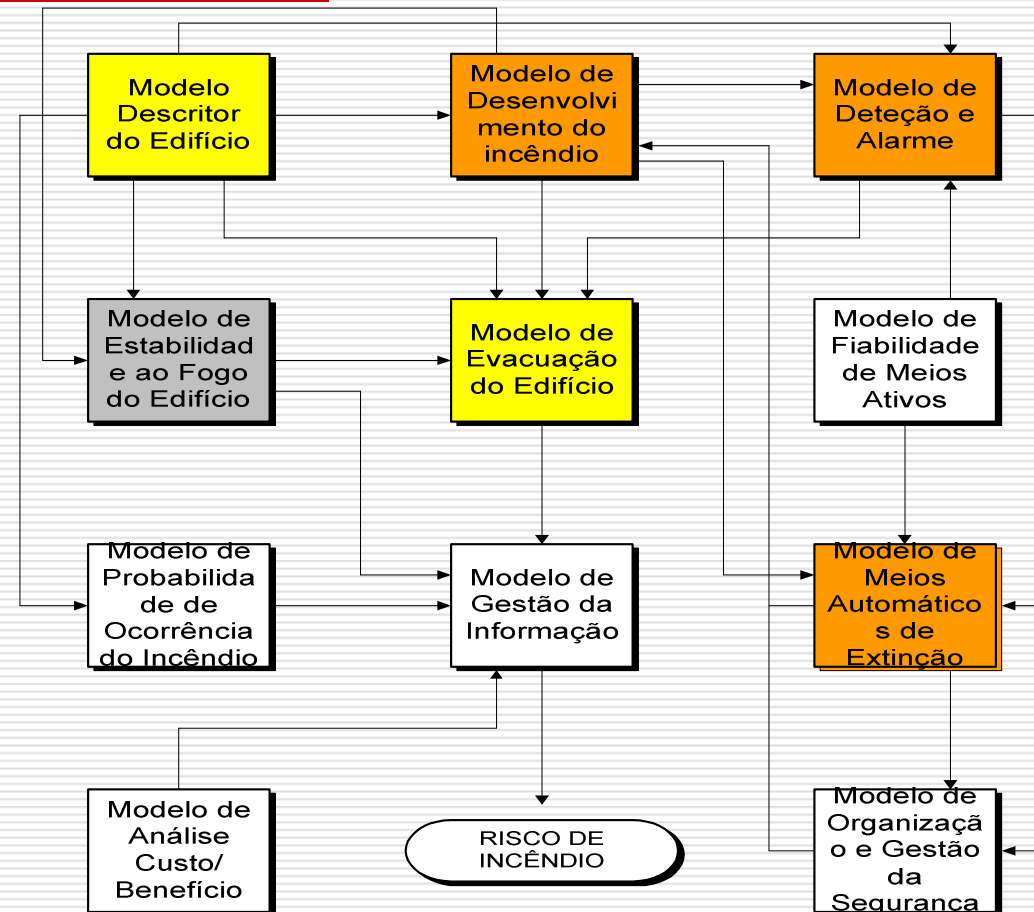 Modelo
Descritor
do Edifício
Modelo de
Desenvolvi
mento do
incêndio
Modelo de
Deteção e
Alarme
Modelo de
Estabilidad
e ao Fogo
do Edifício
Modelo de
Evacuação
do Edifício
Modelo de
Fiabilidade
de Meios
Ativos
Modelo de
Probabilida
de de
Ocorrência
do Incêndio
Modelo de
Gestão da
Informação
Modelo de
Meios
Automático
s de
Extinção
Modelo de
Análise
Custo/
Benefício
RISCO DE
INCÊNDIO
Modelo de
Organizaçã
o e Gestão
da
Segurança